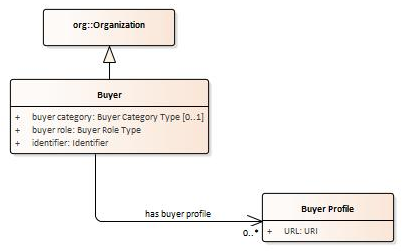 org::Organization
Buyer
+ buyer category: Buyer Category Type [0..1]
+ buyer role: Buyer Role Type
+ identifier: Identifier
has buyer profile
0..*
Buyer Profile
+ URL: URI